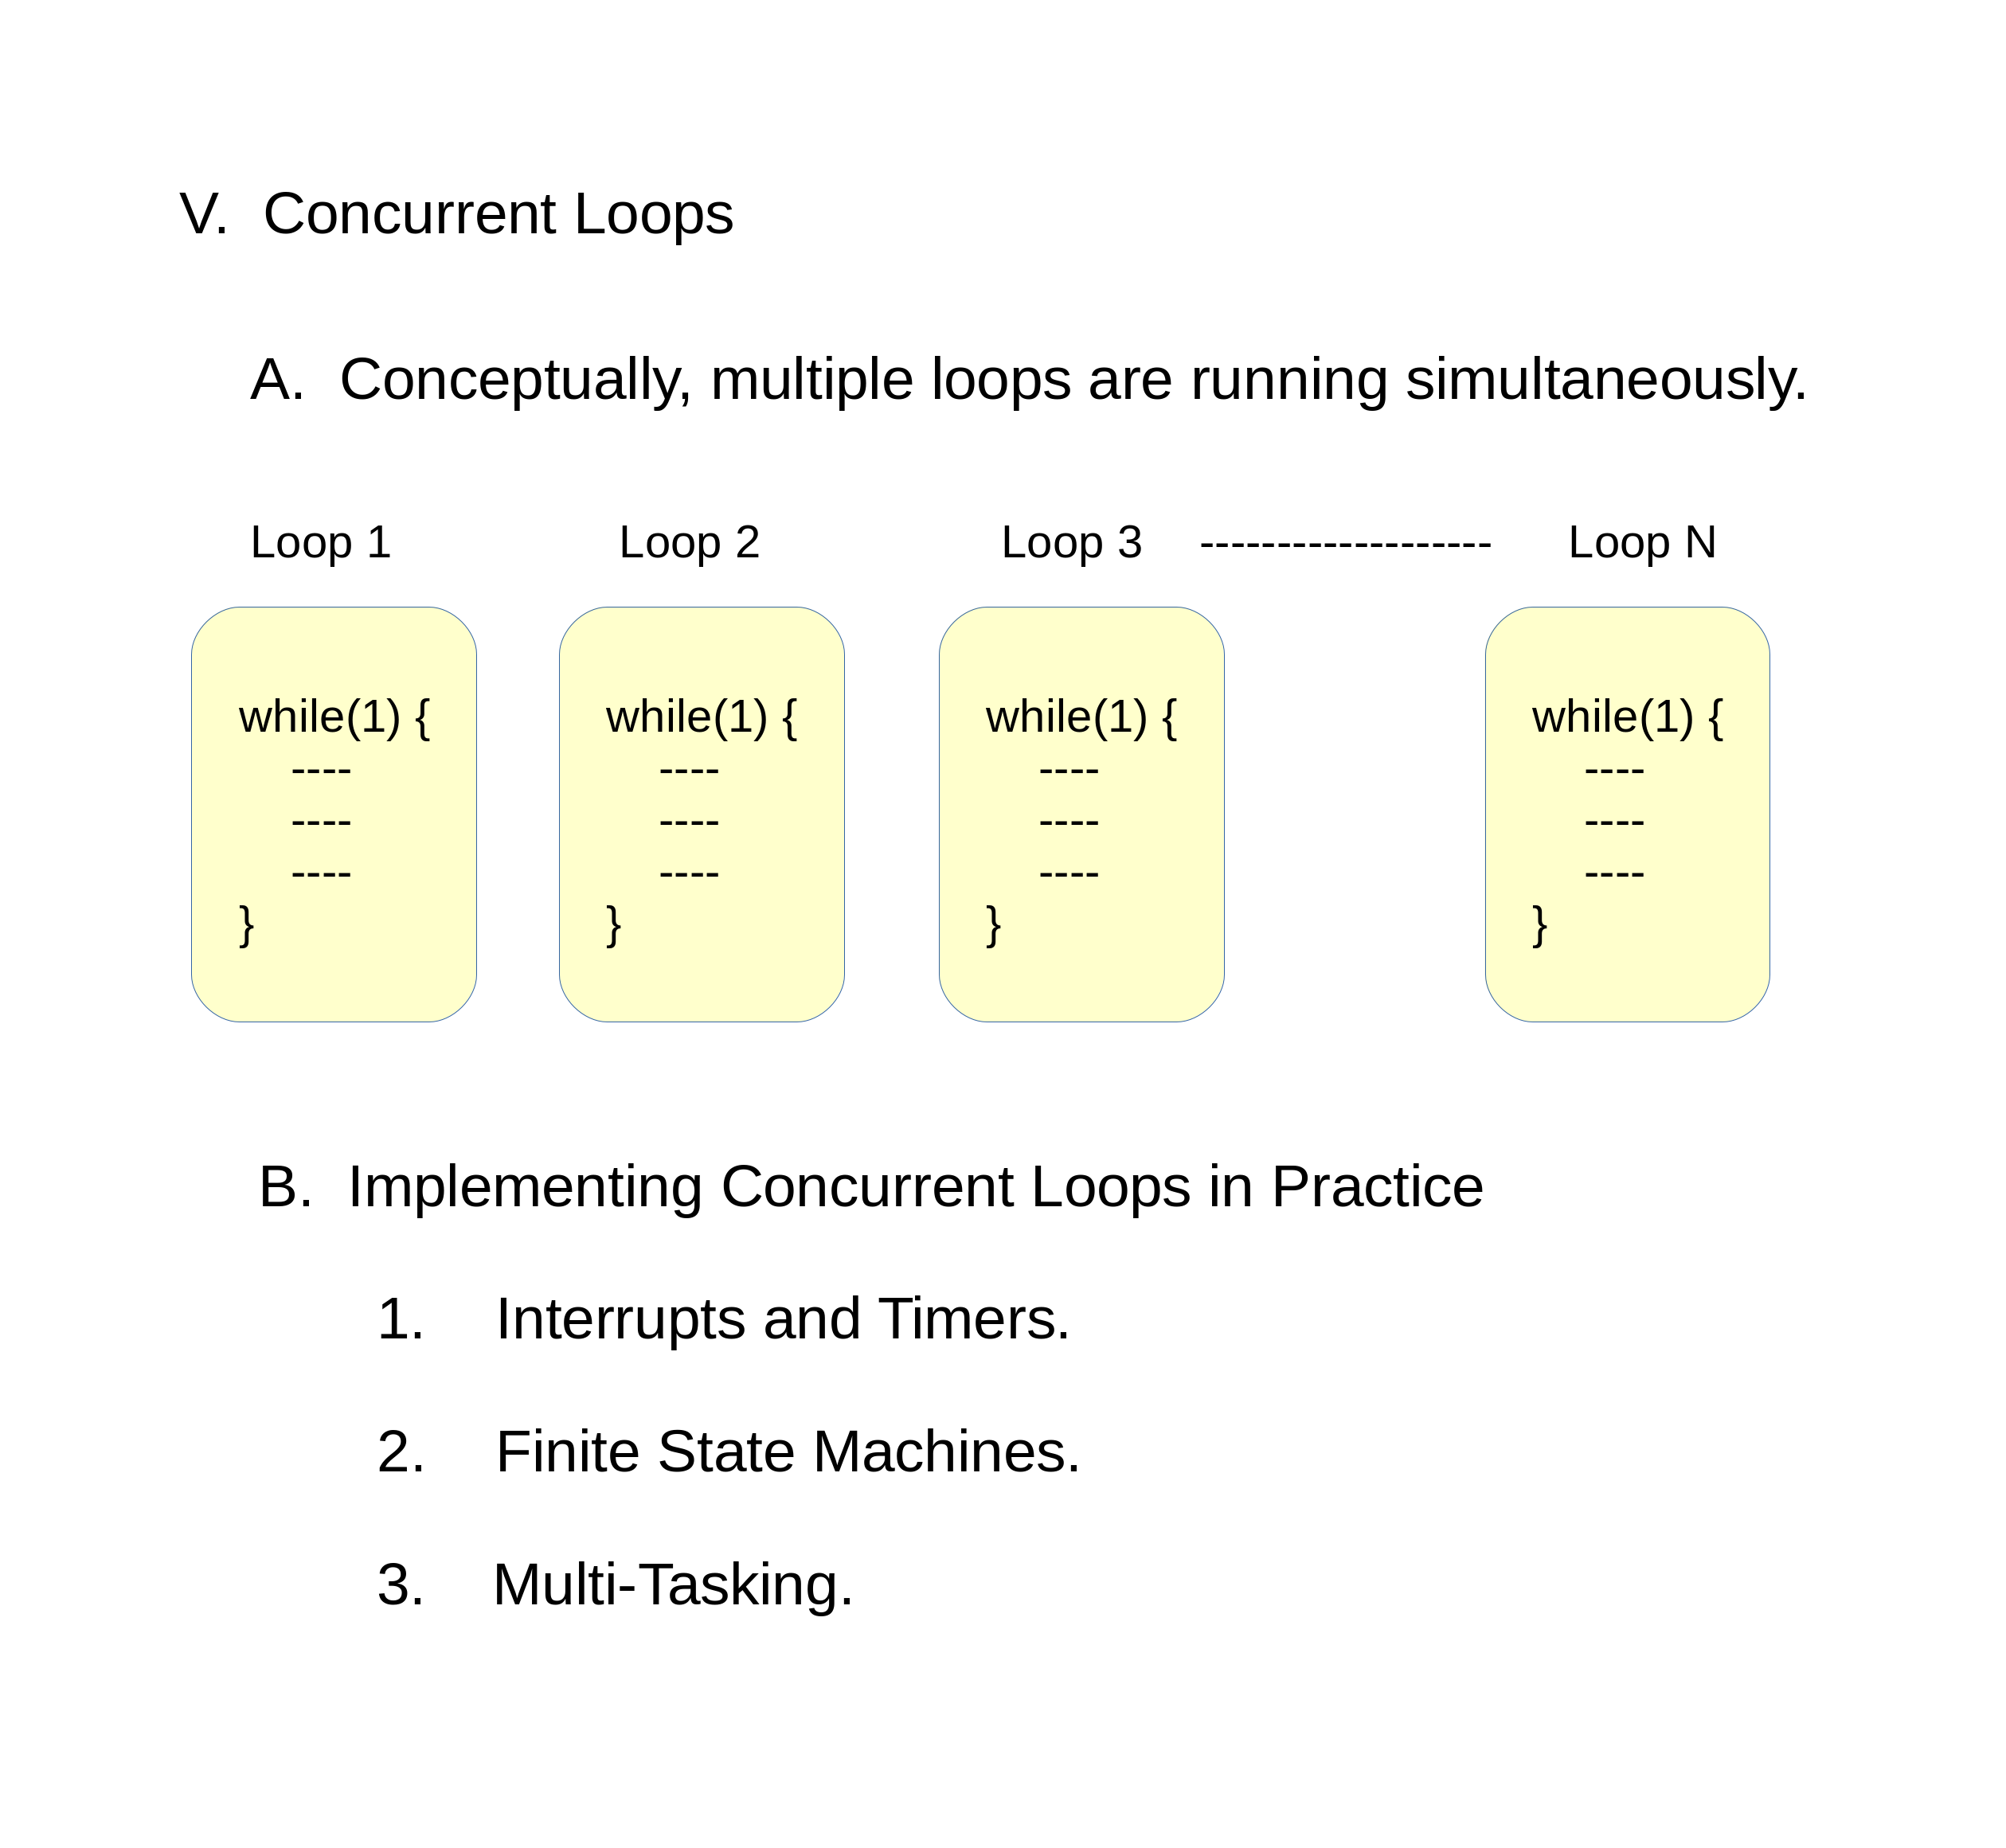 V. Concurrent Loops
A. Conceptually, multiple loops are running simultaneously.
Loop 1 Loop 2 Loop 3 ------------------- Loop N
while(1) { while(1) { while(1) { while(1) {
---- ---- ---- ----
---- ---- ---- ----
---- ---- ---- ----
} } } }
B. Implementing Concurrent Loops in Practice
1. Interrupts and Timers.
2. Finite State Machines.
3. Multi-Tasking.